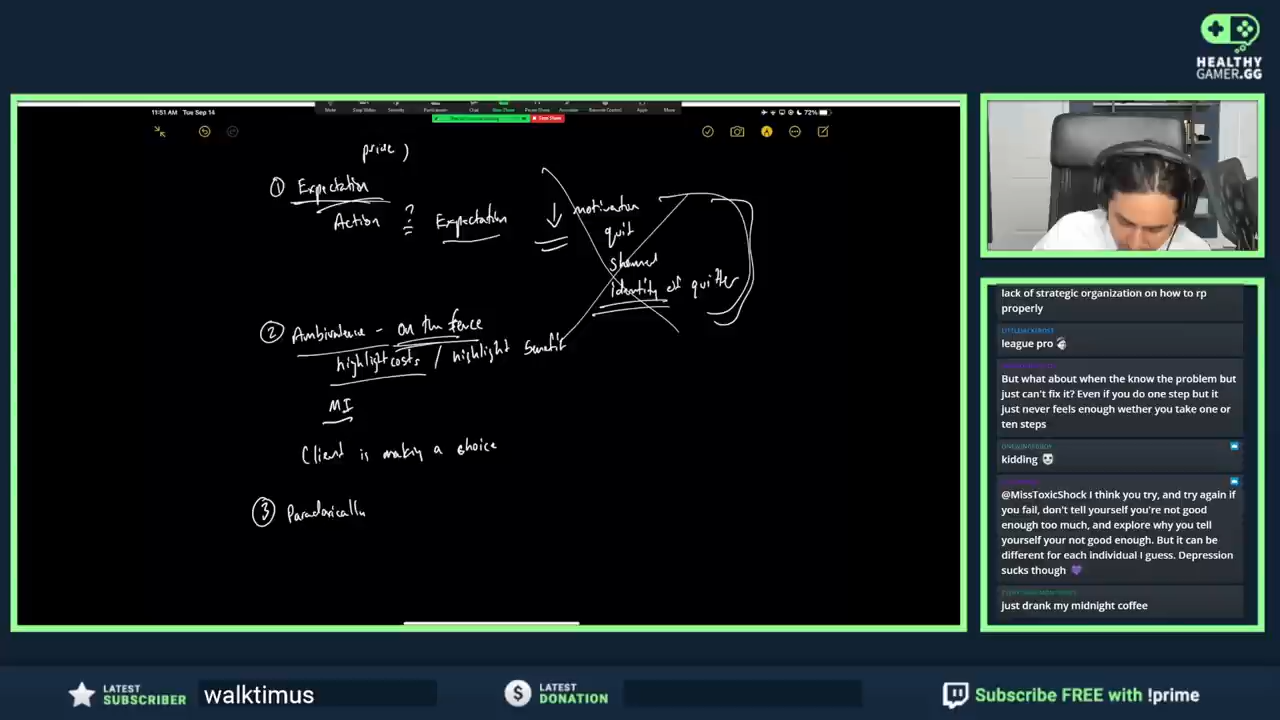 HEALTHY
GAMER.GG
11:51 AM Tue Sep 14
72%
pride )
① Expectation
Action ? = Expectation
↓ motivation
quit
shamed
identity of quitter
② Ambivalence - on the fence
highlight costs / highlight benefit
MI
Client is making a choice
③ Paradoxically
lack of strategic organization on how to rp
properly
league pro
But what about when the know the problem but
just can't fix it? Even if you do one step but it
just never feels enough wether you take one or
ten steps
kidding
@MissToxicShock I think you try, and try again if
you fail, don't tell yourself you're not good
enough too much, and explore why you tell
yourself your not good enough. But it can be
different for each individual I guess. Depression
sucks though
just drank my midnight coffee
LATEST
SUBSCRIBER
walktimus
LATEST
DONATION
Subscribe FREE with !prime